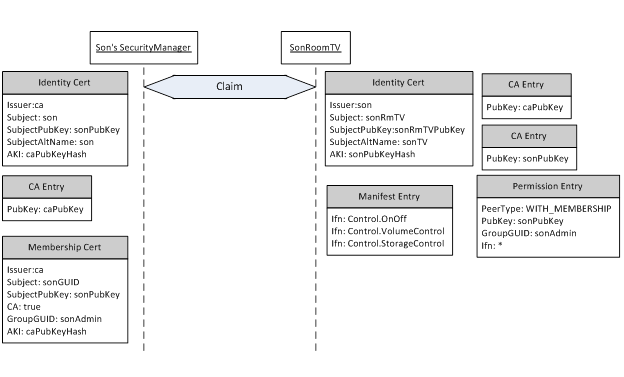 Son's SecurityManager
SonRoomTV
Claim
Identity Cert
Issuer:ca
Subject: son
SubjectPubKey: sonPubKey
SubjectAltName: son
AKI: caPubKeyHash
CA Entry
PubKey: caPubKey
Membership Cert
Issuer:ca
Subject: sonGUID
SubjectPubKey: sonPubKey
CA: true
GroupGUID: sonAdmin
AKI: caPubKeyHash
Identity Cert
Issuer:son
Subject: sonRmTV
SubjectPubKey:sonRmTVPubKey
SubjectAltName: sonTV
AKI: sonPubKeyHash
CA Entry
PubKey: caPubKey
CA Entry
PubKey: sonPubKey
Manifest Entry
Ifn: Control.OnOff
Ifn: Control.VolumeControl
Ifn: Control.StorageControl
Permission Entry
PeerType: WITH_MEMBERSHIP
PubKey: sonPubKey
GroupGUID: sonAdmin
Ifn: *